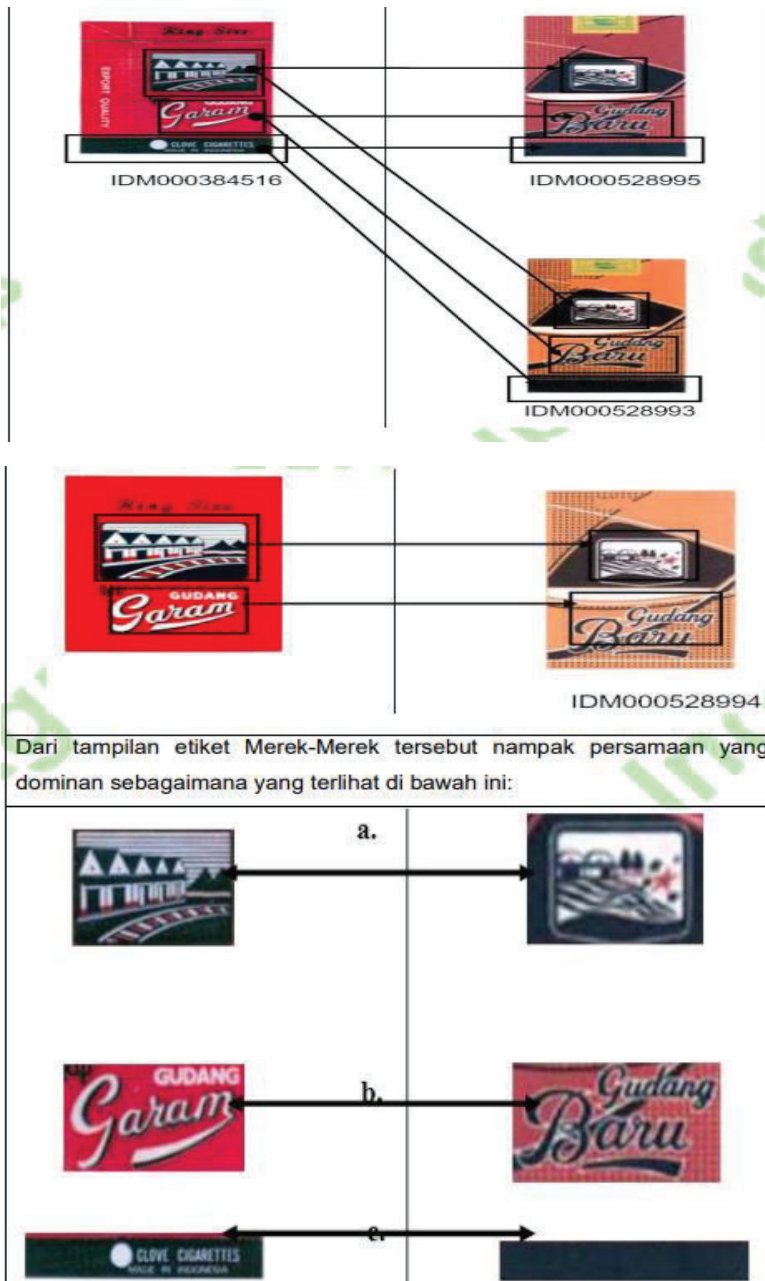 King Size
EXPORT QUALITY
GUDANG
Garam
CLOVE CIGARETTES
MADE IN INDONESIA
IDM000384516
Gudang
Baru
IDM000528995
Gudang
Baru
IDM000528993
King Size
GUDANG
Garam
Gudang
Baru
IDM000528994
Dari tampilan etiket Merek-Merek tersebut nampak persamaan yang
dominan sebagaimana yang terlihat di bawah ini:
a.
GUDANG
Garam
b.
Gudang
Baru
c.
CLOVE CIGARETTES
MADE IN INDONESIA